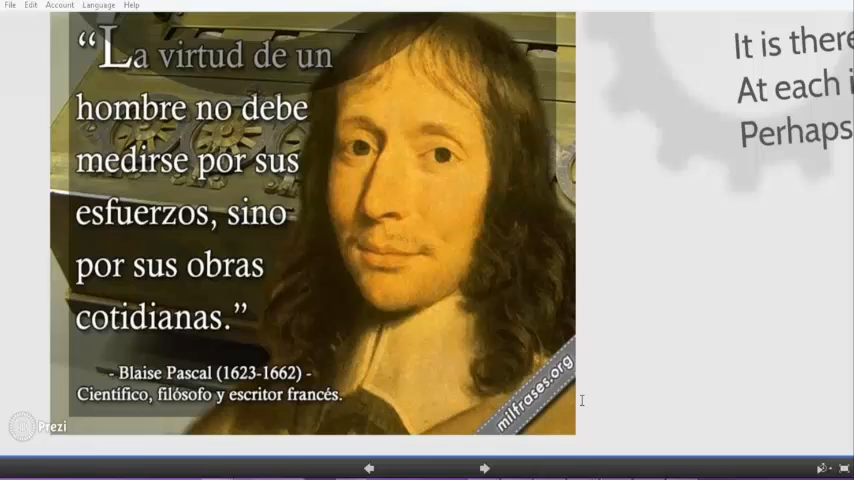 File Edit Account Language Help
“La virtud de un
hombre no debe
medirse por sus
esfuerzos, sino
por sus obras
cotidianas.”
- Blaise Pascal (1623-1662) -
Científico, filósofo y escritor francés.
milfrases.org
It is there
At each i
Perhaps
Prezi